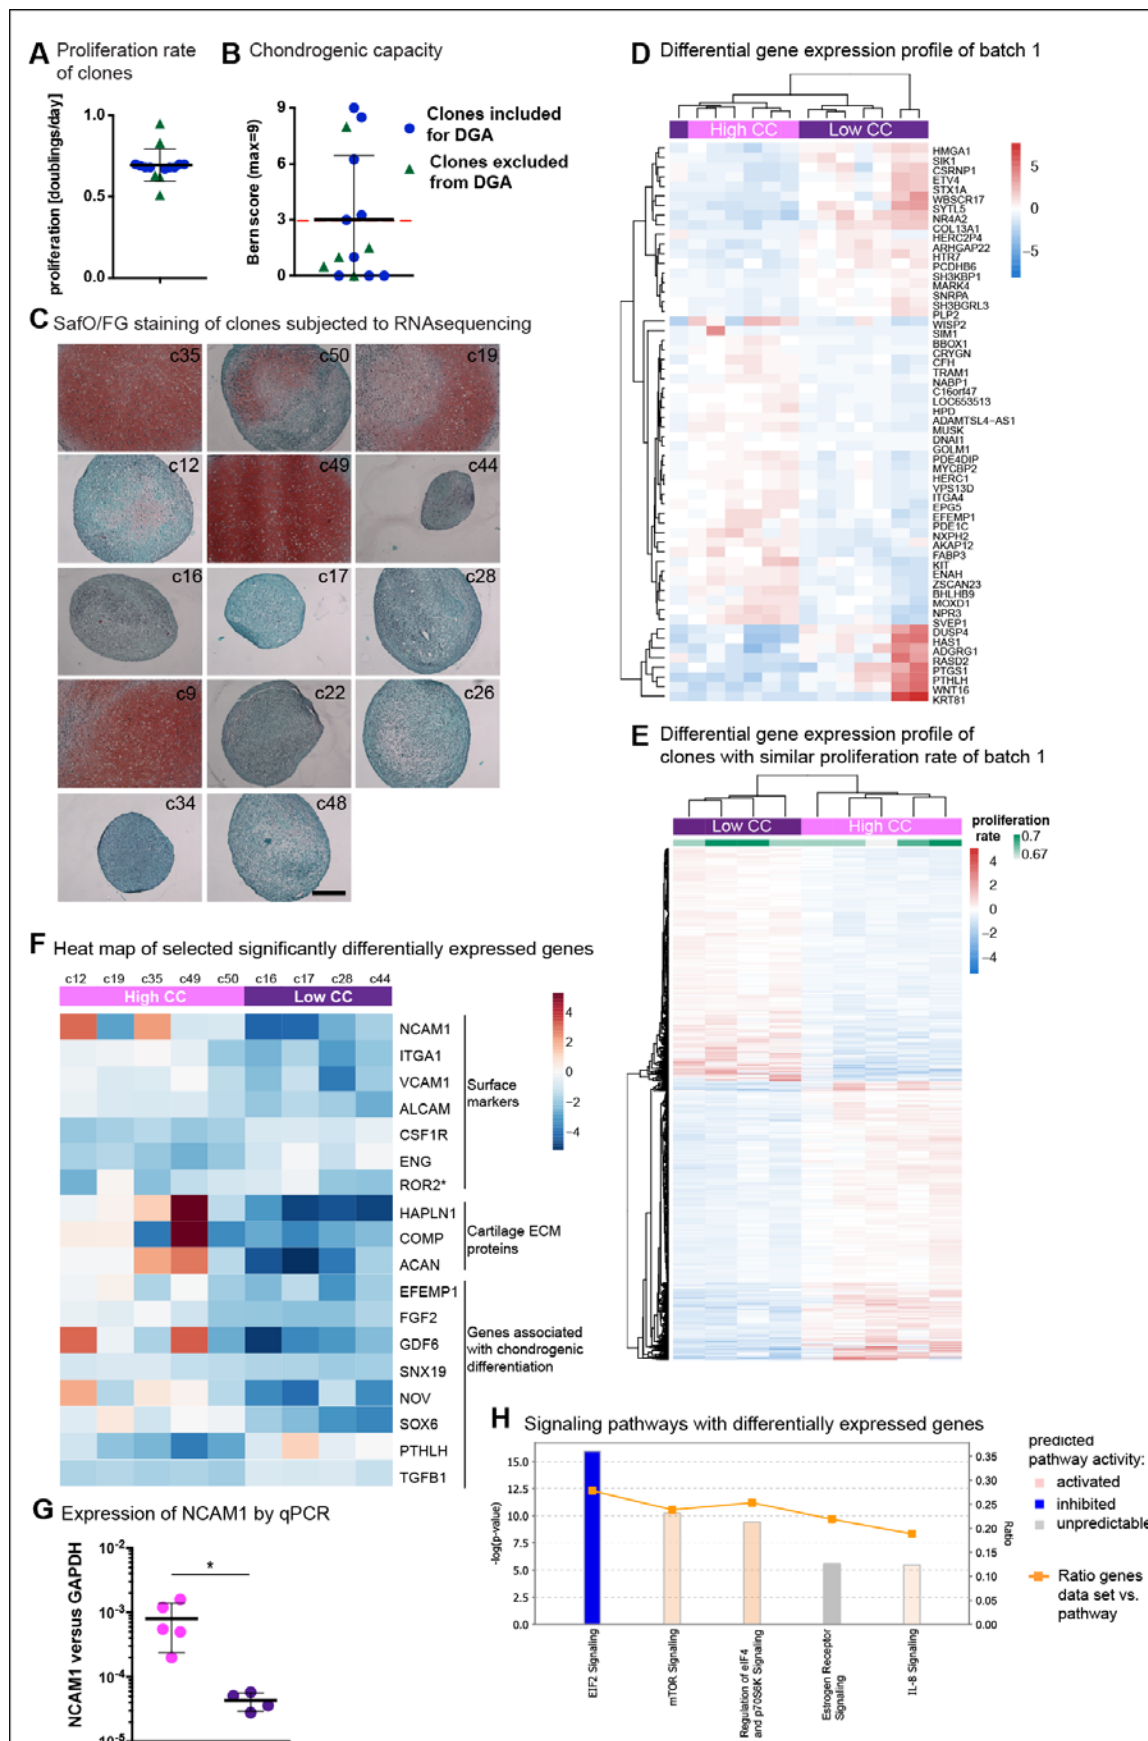 A Proliferation rate
of clones
proliferation [doublings/day]
1.0
0.5
0.0
B Chondrogenic capacity
Bern score (max=9)
9
6
3
0
Clones included
for DGA
Clones excluded
from DGA
C SafO/FG staining of clones subjected to RNAsequencing
c35
c50
c19
c12
c49
c44
c16
c17
c28
c9
c22
c26
c34
c48
D Differential gene expression profile of batch 1
High CC
Low CC
5
0
-5
HMGA1
SIK1
CSRNP1
ETV4
STX1A
WBSCR17
SYTL5
NR4A2
COL13A1
HERC2P4
ARHGAP22
HTR7
PCDHB6
SH3KBP1
MARK4
SNRPA
SH3BGRL3
PLP2
WISP2
SIM1
BBOX1
CRYGN
CFH
TRAM1
NABP1
C16orf47
LOC653513
HPD
ADAMTSL4-AS1
MUSK
DNAI1
GOLM1
PDE4DIP
MYCBP2
HERC1
VPS13D
ITGA4
EPG5
EFEMP1
PDE1C
NXPH2
AKAP12
FABP3
KIT
ENAH
ZSCAN23
BHLHB9
MOXD1
NPR3
SVEP1
DUSP4
HAS1
ADGRG1
RASD2
PTGS1
PTHLH
WNT16
KRT81
E Differential gene expression profile of
clones with similar proliferation rate of batch 1
Low CC
High CC
proliferation
rate
0.7
0.67
4
2
0
-2
-4
F Heat map of selected significantly differentially expressed genes
c12 c19 c35 c49 c50 c16 c17 c28 c44
High CC
Low CC
4
2
0
-2
-4
NCAM1
ITGA1
VCAM1
ALCAM
CSF1R
ENG
ROR2*
HAPLN1
COMP
ACAN
EFEMP1
FGF2
GDF6
SNX19
NOV
SOX6
PTHLH
TGFB1
Surface
markers
Cartilage ECM
proteins
Genes associated
with chondrogenic
differentiation
G Expression of NCAM1 by qPCR
NCAM1 versus GAPDH
10-2
10-3
10-4
10-5
*
H Signaling pathways with differentially expressed genes
-log(p-value)
15.0
12.5
10.0
7.5
5.0
2.5
0.0
0.35
0.30
0.25
0.20
0.15
0.10
0.05
0.00
Ratio
EIF2 Signaling
mTOR Signaling
Regulation of eIF4
and p70S6K Signaling
Estrogen Receptor
Signaling
IL-8 Signaling
predicted
pathway activity:
activated
inhibited
unpredictable
Ratio genes
data set vs.
pathway